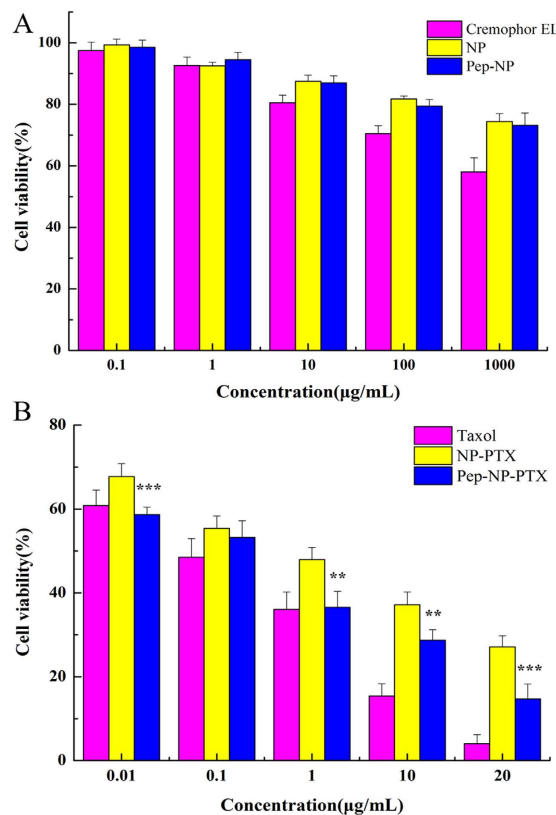 A
Cremophor EL
NP
Pep-NP
100
80
60
40
20
0
Cell viability(%)
0.1 1 10 100 1000
Concentration(μg/mL)
B
Taxol
NP-PTX
Pep-NP-PTX
80
60
40
20
0
Cell viability(%)
***
**
**
***
0.01 0.1 1 10 20
Concentration(μg/mL)